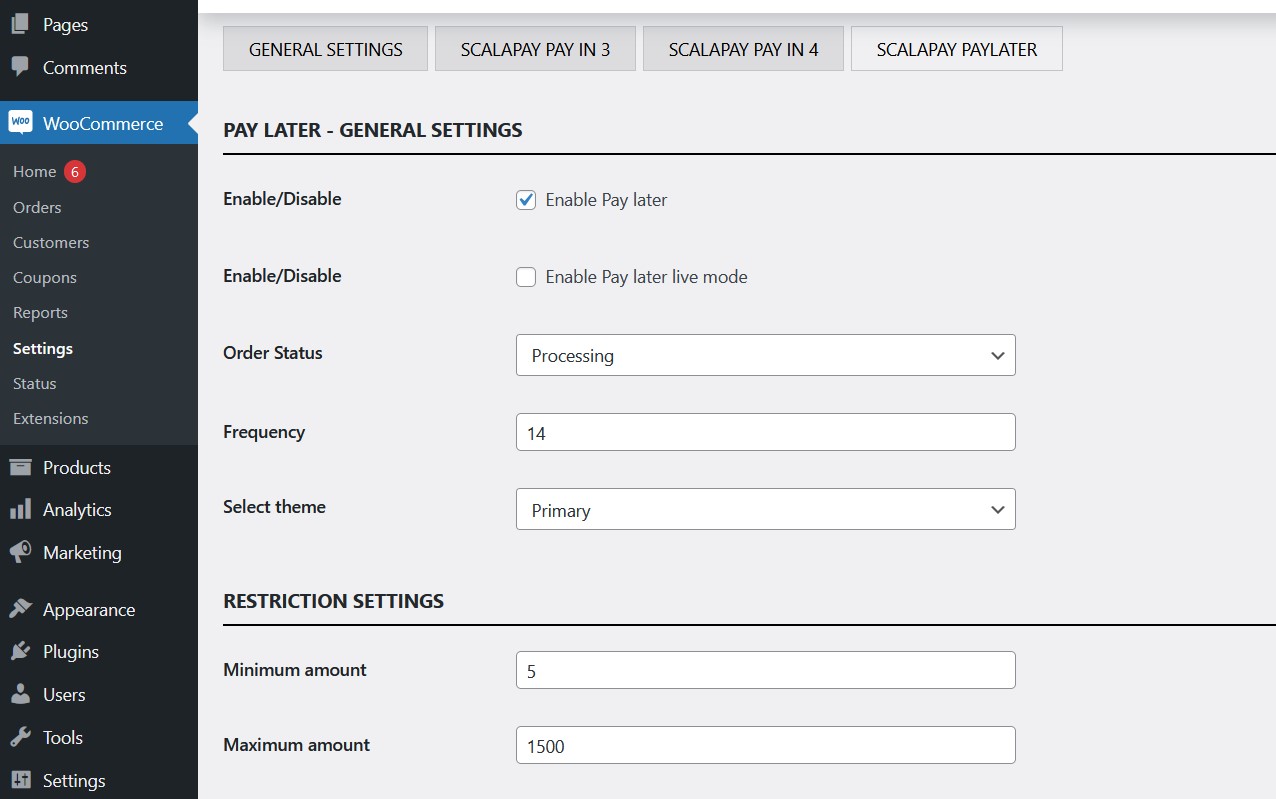 Pages
Comments
WOO WooCommerce
Home 6
Orders
Customers
Coupons
Reports
Settings
Status
Extensions
Products
Analytics
Marketing
Appearance
Plugins
Users
Tools
Settings
GENERAL SETTINGS SCALAPAY PAY IN 3 SCALAPAY PAY IN 4 SCALAPAY PAYLATER
PAY LATER - GENERAL SETTINGS
Enable/Disable Enable Pay later
Enable/Disable Enable Pay later live mode
Order Status Processing
Frequency 14
Select theme Primary
RESTRICTION SETTINGS
Minimum amount 5
Maximum amount 1500